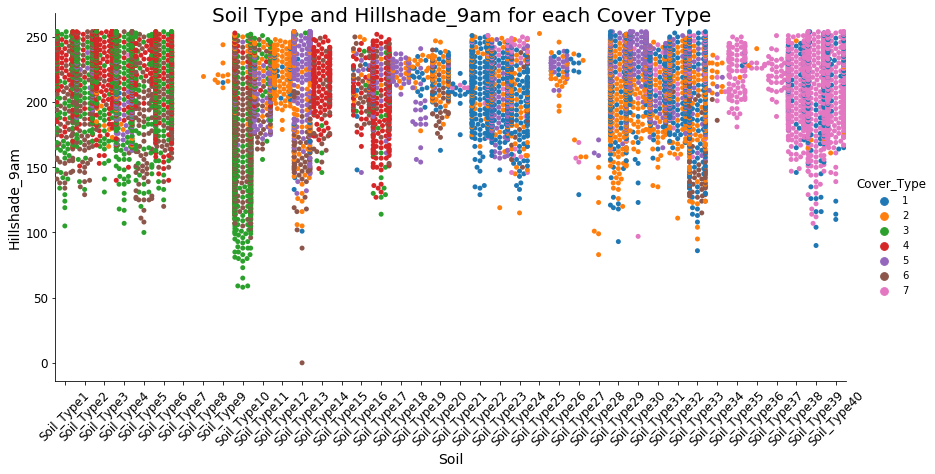 Soil Type and Hillshade_9am for each Cover Type
250
200
150
100
50
0
Hillshade_9am
Soil_Type1
Soil_Type2
Soil_Type3
Soil_Type4
Soil_Type5
Soil_Type6
Soil_Type7
Soil_Type8
Soil_Type9
Soil_Type10
Soil_Type11
Soil_Type12
Soil_Type13
Soil_Type14
Soil_Type15
Soil_Type16
Soil_Type17
Soil_Type18
Soil_Type19
Soil_Type20
Soil_Type21
Soil_Type22
Soil_Type23
Soil_Type24
Soil_Type25
Soil_Type26
Soil_Type27
Soil_Type28
Soil_Type29
Soil_Type30
Soil_Type31
Soil_Type32
Soil_Type33
Soil_Type34
Soil_Type35
Soil_Type36
Soil_Type37
Soil_Type38
Soil_Type39
Soil_Type40
Soil
Cover_Type
1
2
3
4
5
6
7